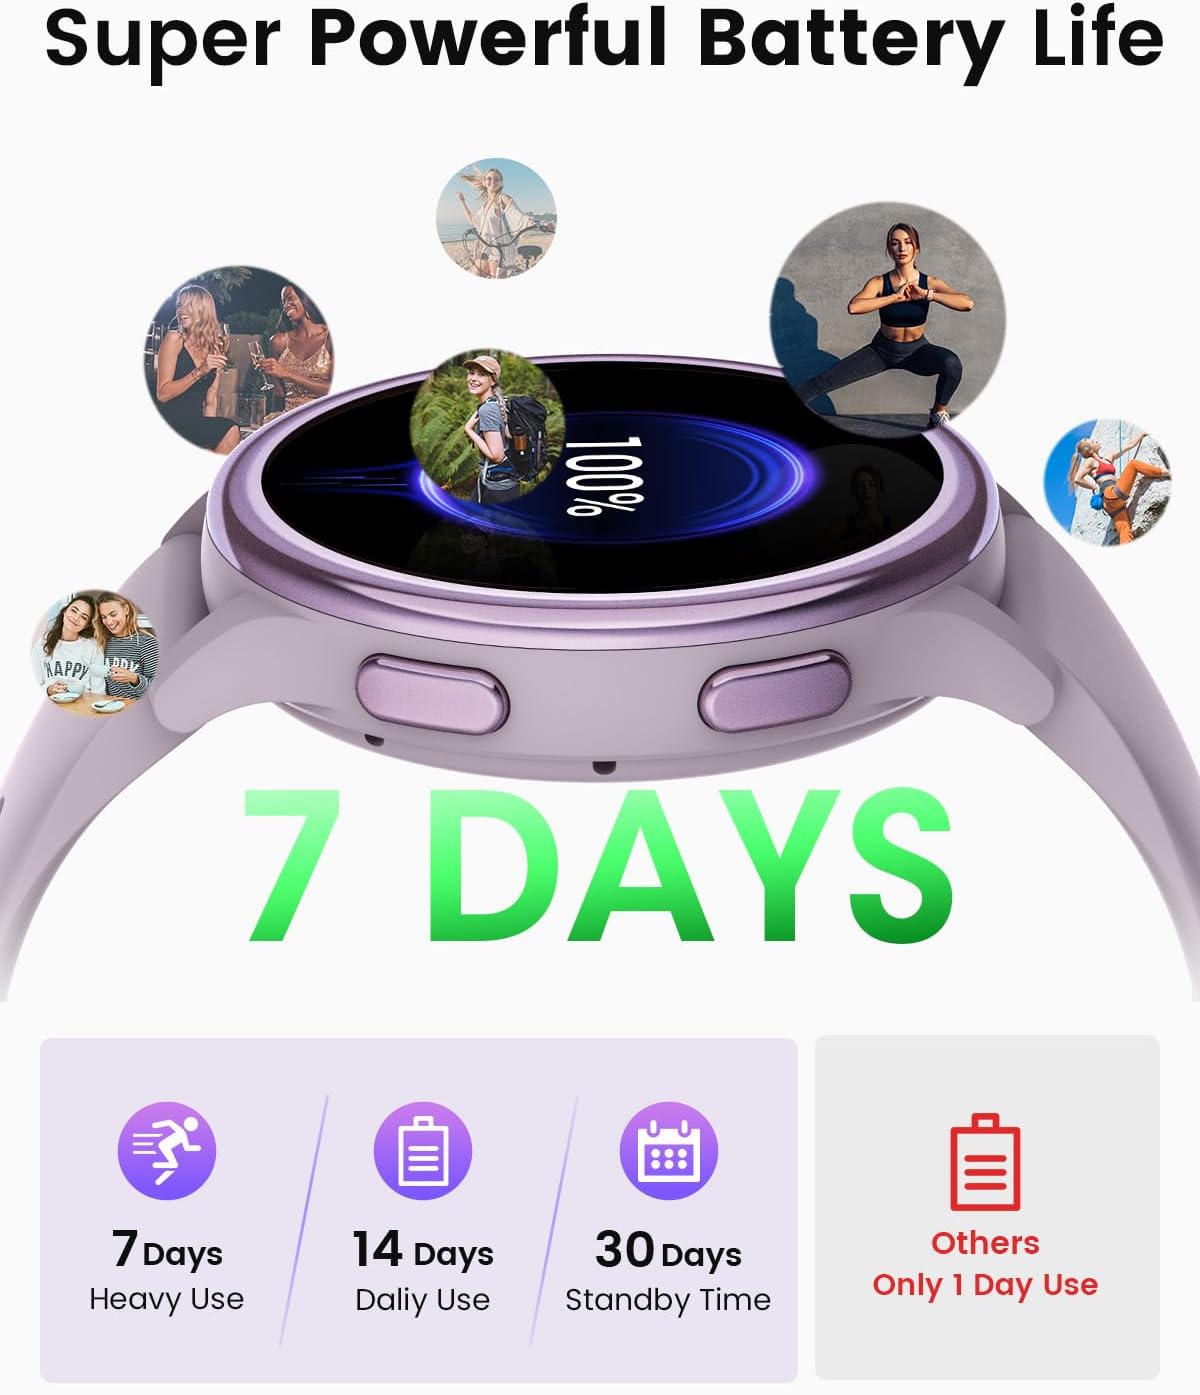 Super Powerful Battery Life
100%
HAPPY
7 DAYS
7 Days
Heavy Use
14 Days
Daliy Use
30 Days
Standby Time
Others
Only 1 Day Use